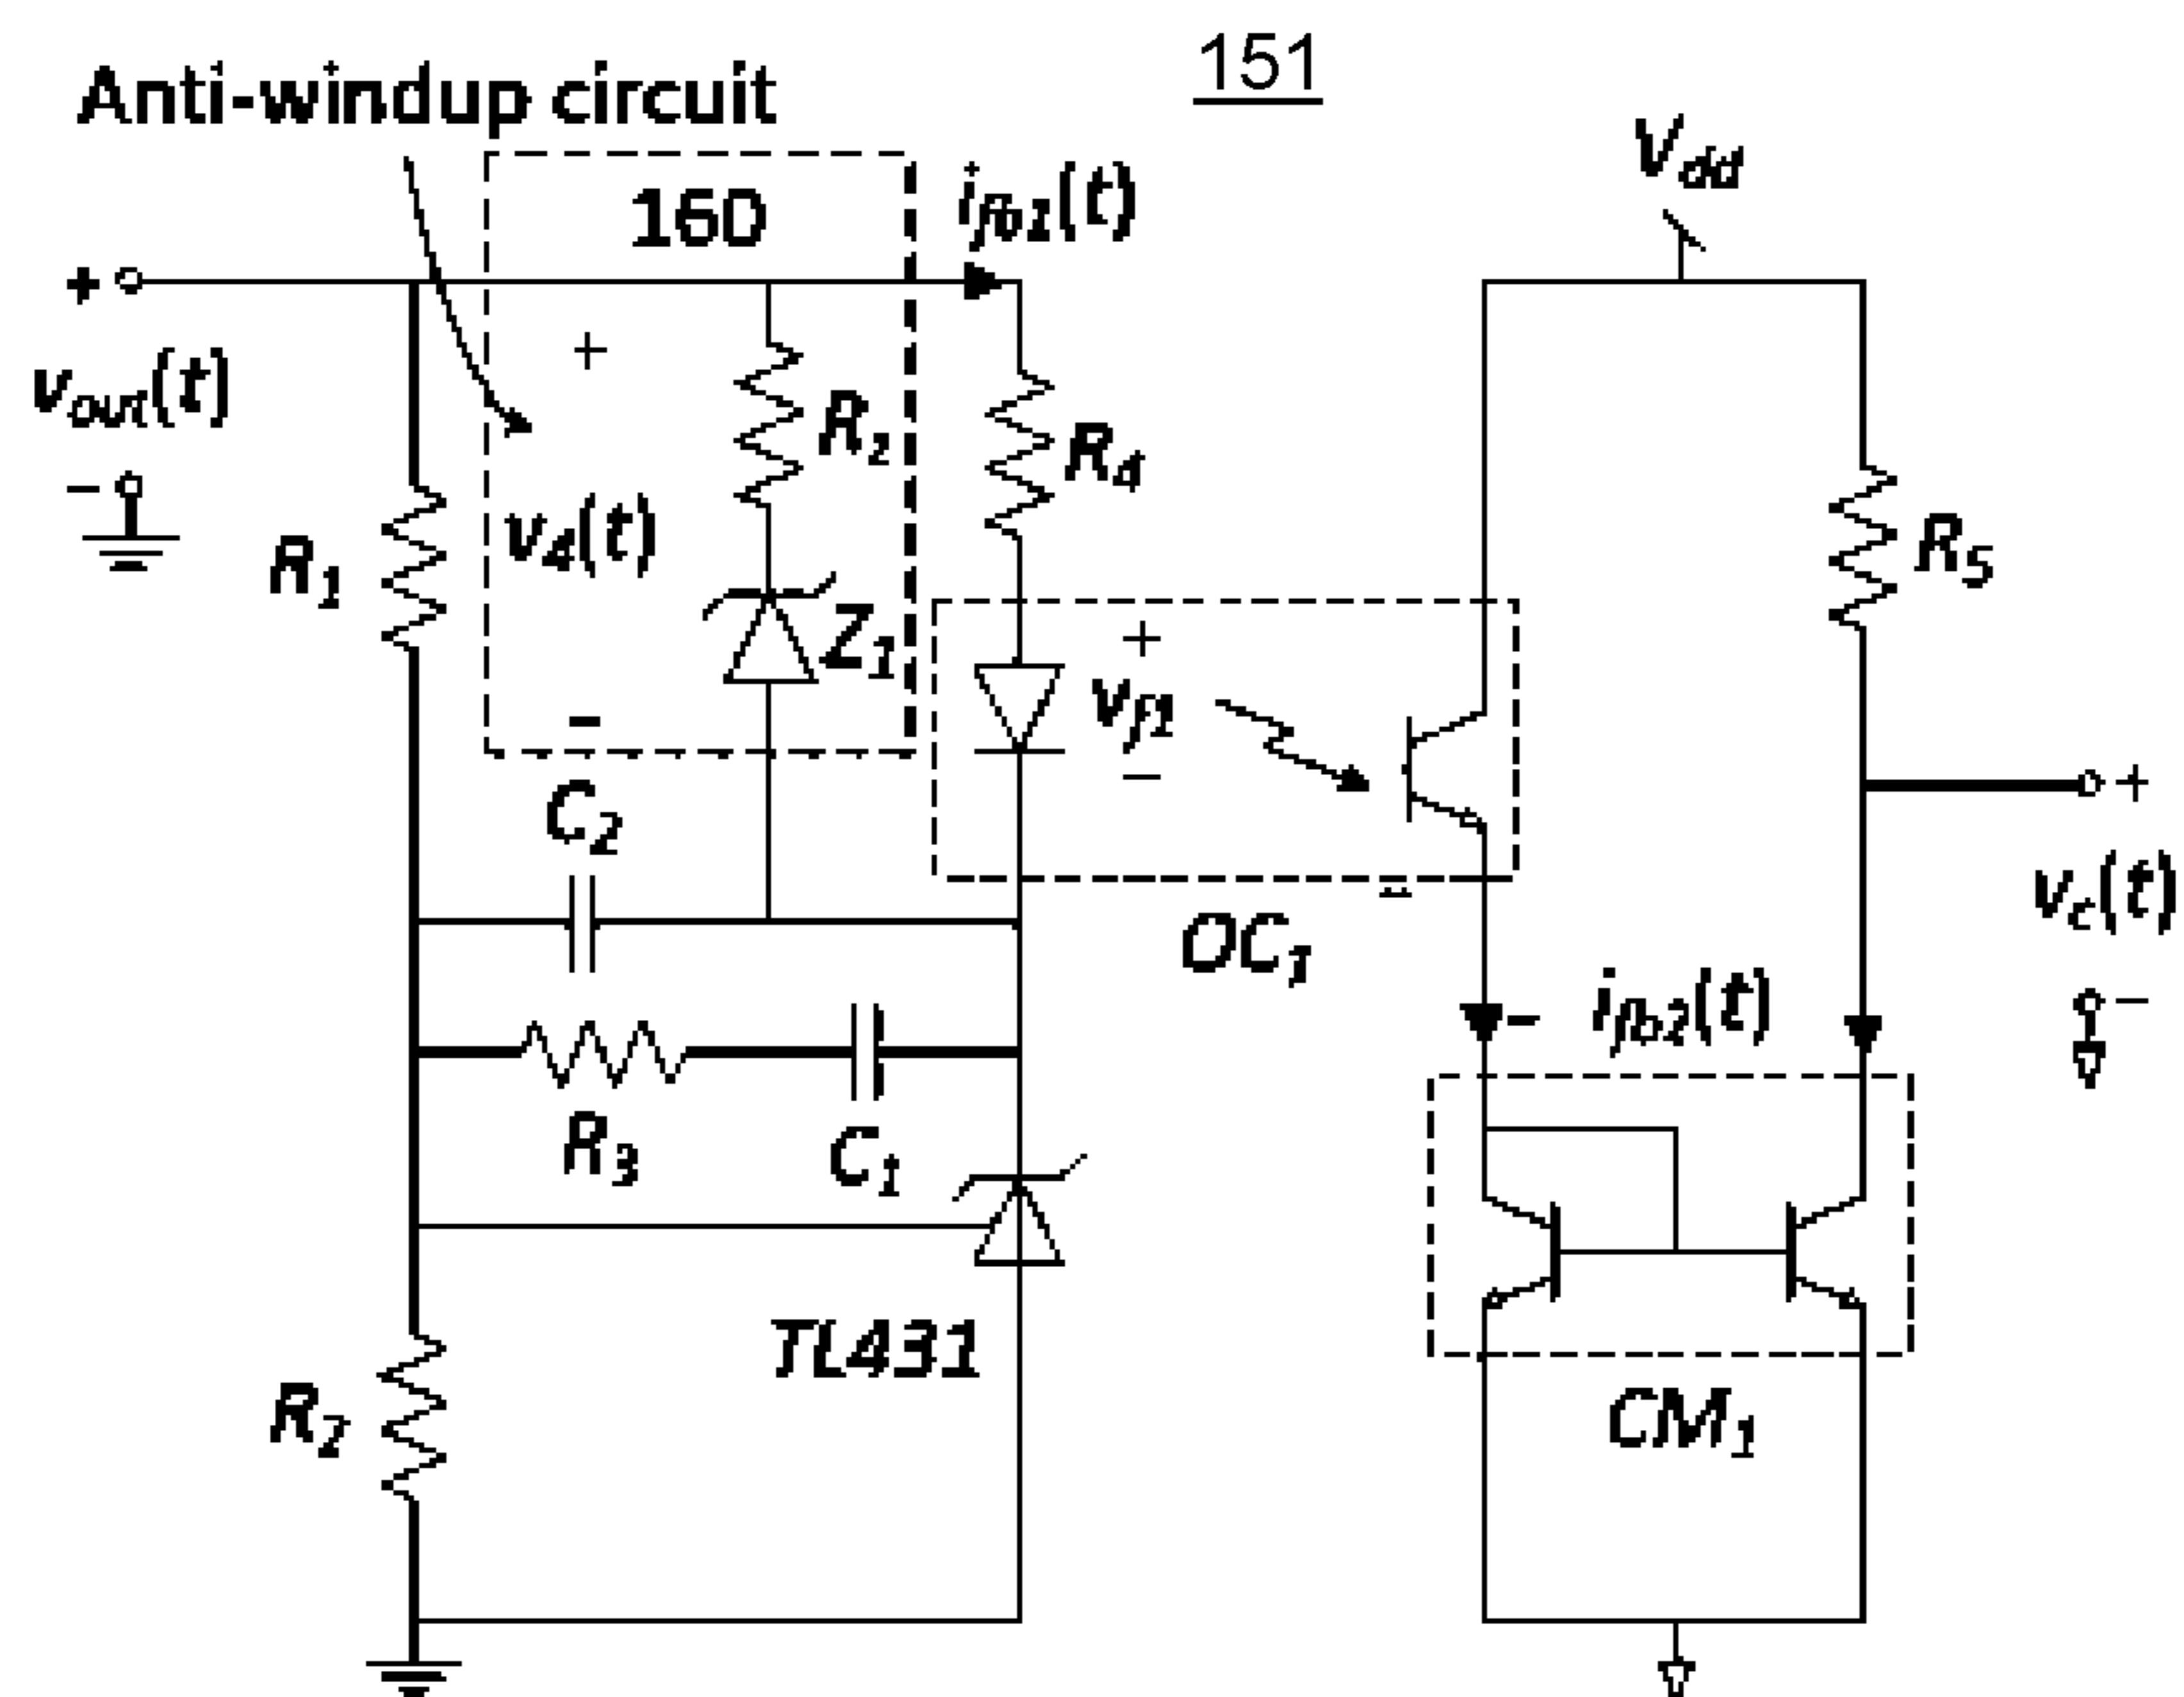 151
Anti-windup circuit
160
i_fb1(t)
V_dd
+
v_out(t)
-
+
v_4(t)
-
R_1
R_2
Z_1
R_4
+
v_f1
-
R_5
C_2
OC_1
+
v_c(t)
-
i_fb2(t)
R_3
C_1
TL431
R_2
CM_1